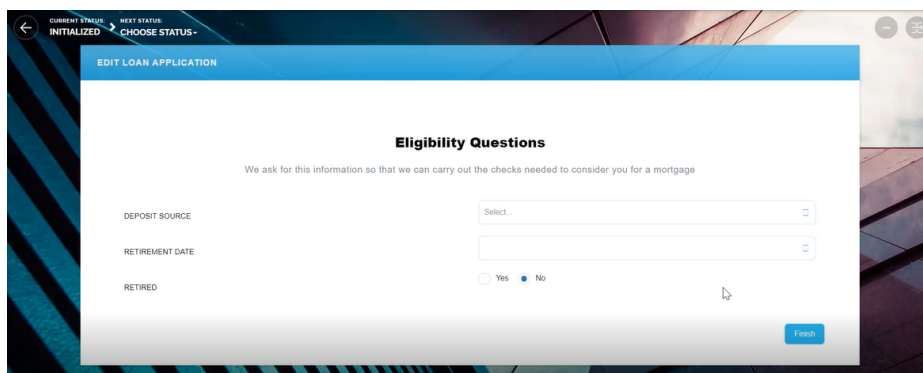 CURRENT STATUS: NEXT STATUS:
INITIALIZED CHOOSE STATUS
EDIT LOAN APPLICATION
Eligibility Questions
We ask for this information so that we can carry out the checks needed to consider you for a mortgage
DEPOSIT SOURCE Select...
RETIREMENT DATE
RETIRED Yes No
Finish